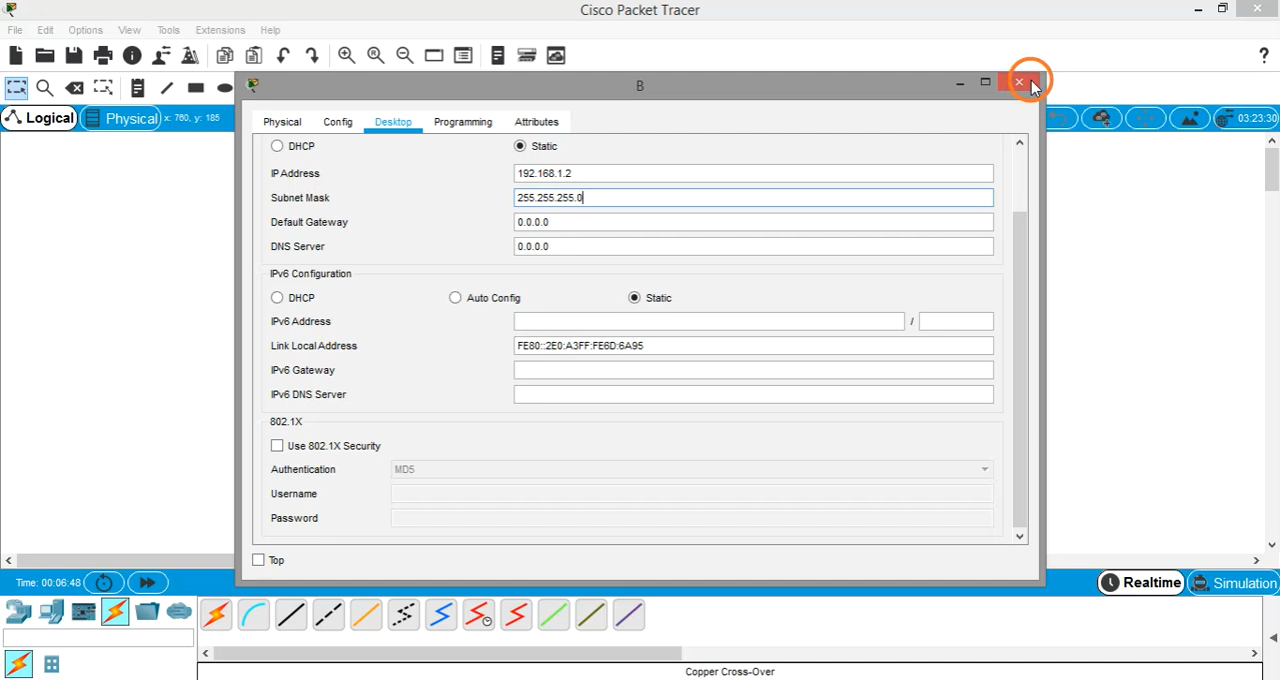 Cisco Packet Tracer
File Edit Options View Tools Extensions Help
?
B
Logical Physical x: 760, y: 185 03:23:30
Physical Config Desktop Programming Attributes
DHCP Static
IP Address 192.168.1.2
Subnet Mask 255.255.255.0
Default Gateway 0.0.0.0
DNS Server 0.0.0.0
IPv6 Configuration
DHCP Auto Config Static
IPv6 Address /
Link Local Address FE80::2E0:A3FF:FE6D:6A95
IPv6 Gateway
IPv6 DNS Server
802.1X
Use 802.1X Security
Authentication MD5
Username
Password
Top
Time: 00:06:48 Realtime Simulation
Copper Cross-Over